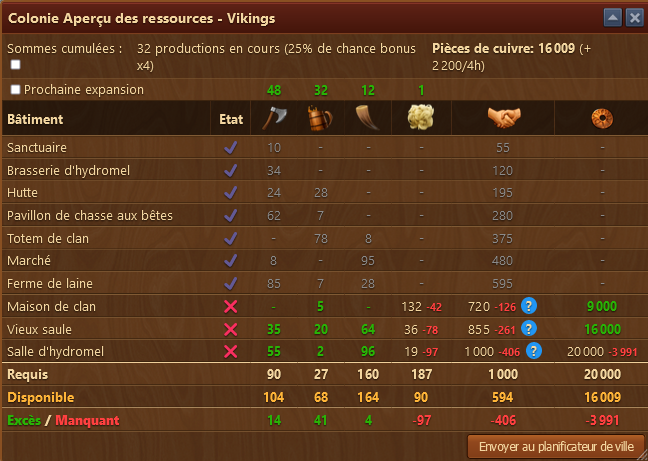 Colonie Aperçu des ressources - Vikings
Sommes cumulées : 32 productions en cours (25% de chance bonus x4) Pièces de cuivre: 16 009 (+ 2 200/4h)
Prochaine expansion 48 32 12 1
Bâtiment Etat
Sanctuaire 10 - - - 55 -
Brasserie d'hydromel 34 - - - 120 -
Hutte 24 28 - - 195 -
Pavillon de chasse aux bêtes 62 7 - - 280 -
Totem de clan - 78 8 - 375 -
Marché 8 - 95 - 480 -
Ferme de laine 85 7 28 - 595 -
Maison de clan - 5 - 132 -42 720 -126 ? 9 000
Vieux saule 35 20 64 36 -78 855 -261 ? 16 000
Salle d'hydromel 55 2 96 19 -97 1 000 -406 ? 20 000 -3 991
Requis 90 27 160 187 1 000 20 000
Disponible 104 68 164 90 594 16 009
Excès / Manquant 14 41 4 -97 -406 -3 991
Envoyer au planificateur de ville